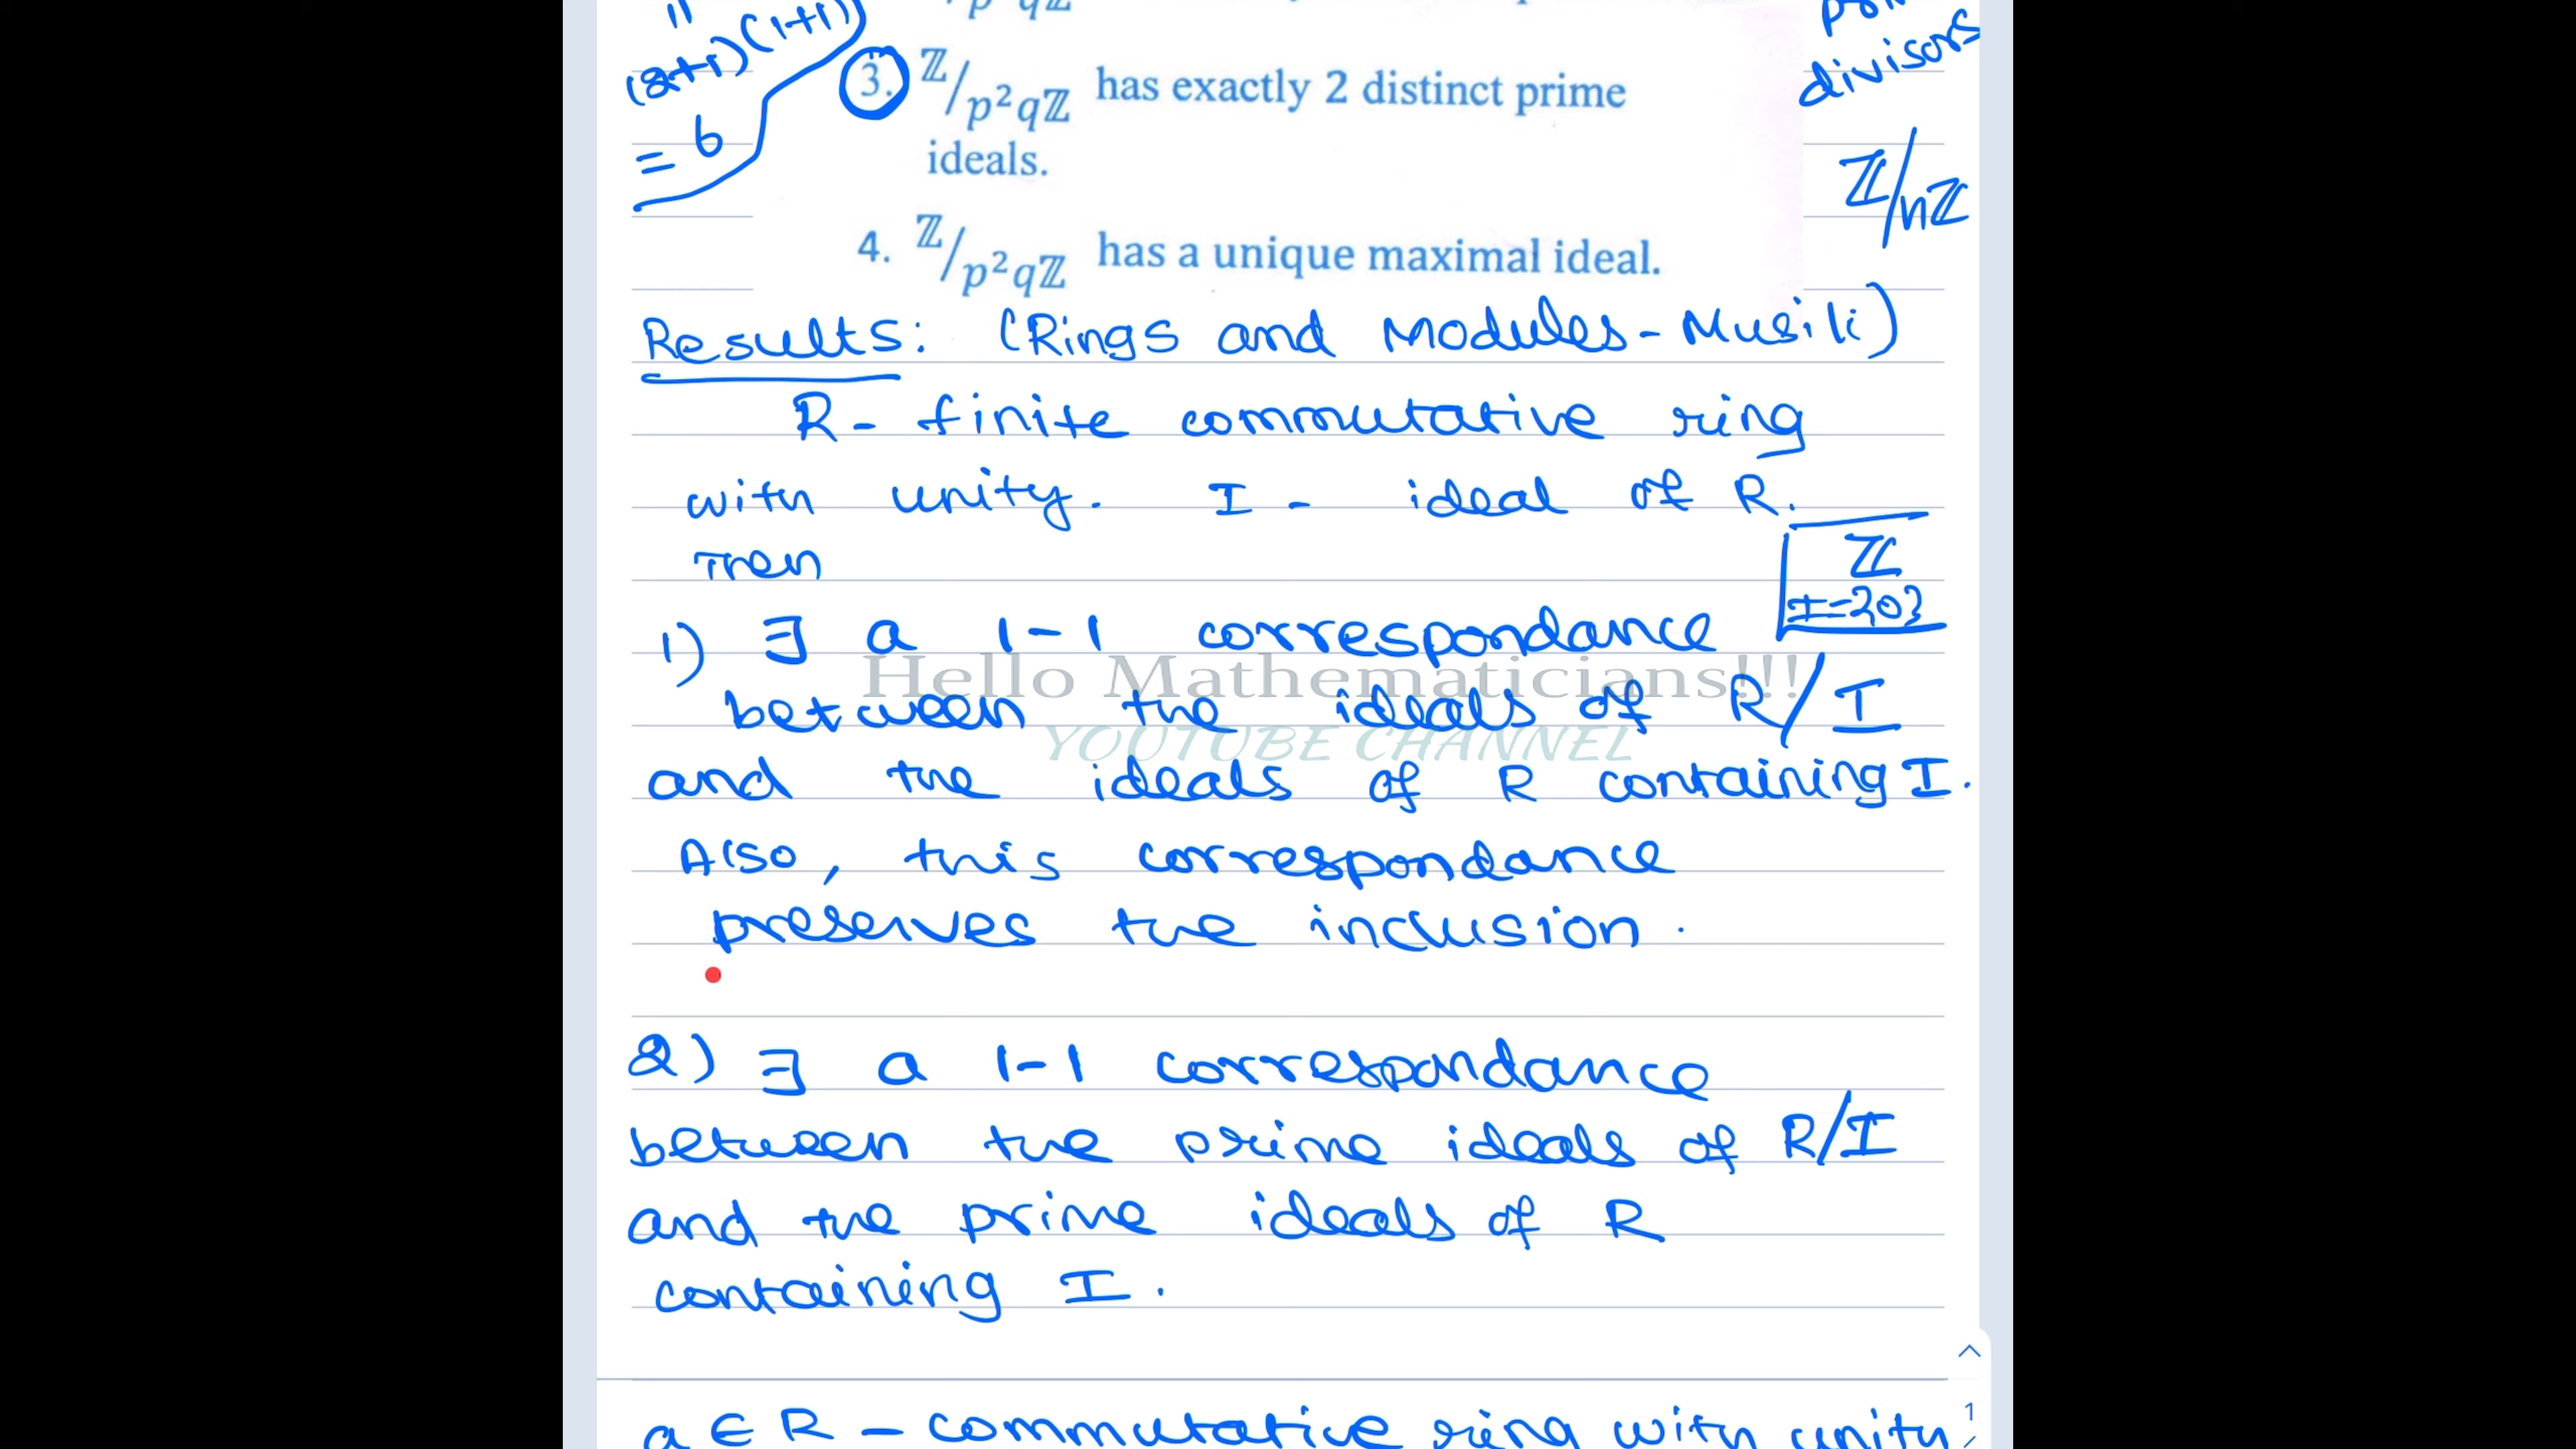 =
(2+1)(1+1)
= 6
divisors
3. ℤ/p²qℤ has exactly 2 distinct prime
ideals.
ℤ/nℤ
4. ℤ/p²qℤ has a unique maximal ideal.
Results: (Rings and Modules - Musili)
R - finite commutative ring
with unity. I - ideal of R.
Then
ℤ
I={0}
1) ∃ a 1-1 correspondance
Hello Mathematicians!!!
between the ideals of R/I
YOUTUBE CHANNEL
and the ideals of R containing I.
Also, this correspondance
preserves the inclusion.
2) ∃ a 1-1 correspondance
between the prime ideals of R/I
and the prime ideals of R
containing I.
a ∈ R - commutative ring with unity
1